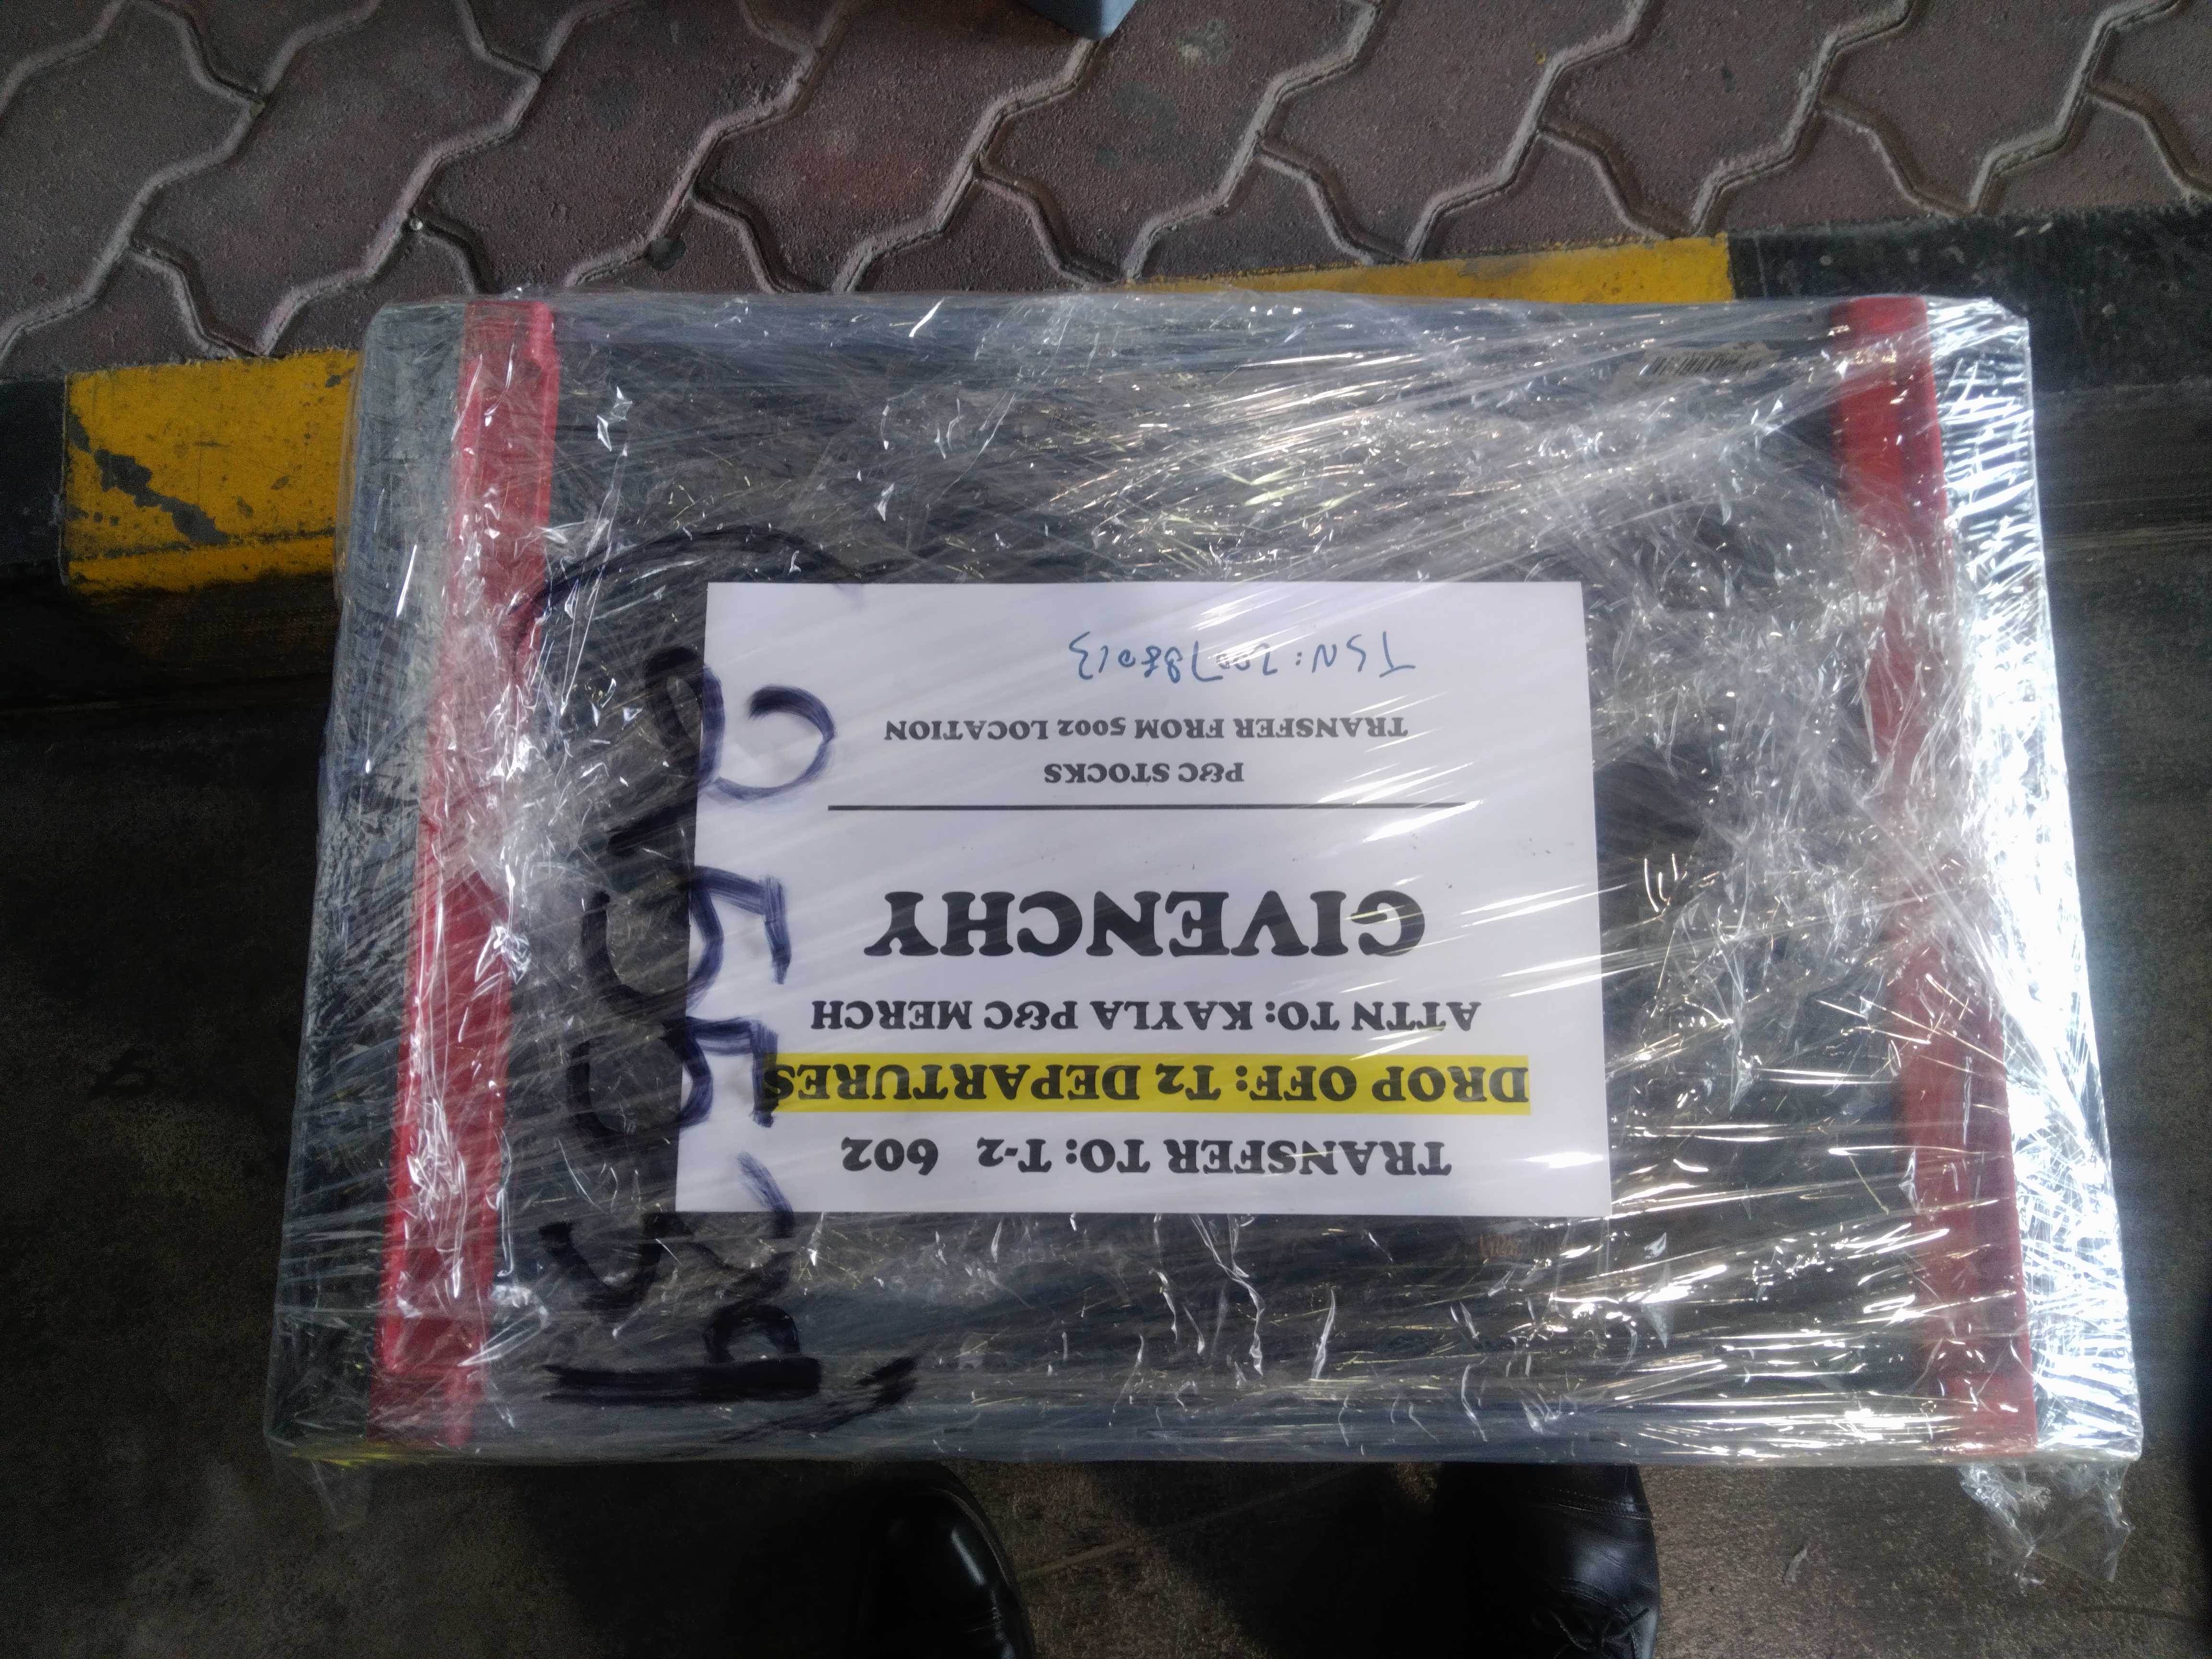 TRANSFER TO: T-2 602
DROP OFF: T2 DEPARTURES
ATTN TO: KAYLA P&C MERCH
GIVENCHY
P&C STOCKS
TRANSFER FROM 5002 LOCATION
TSN: